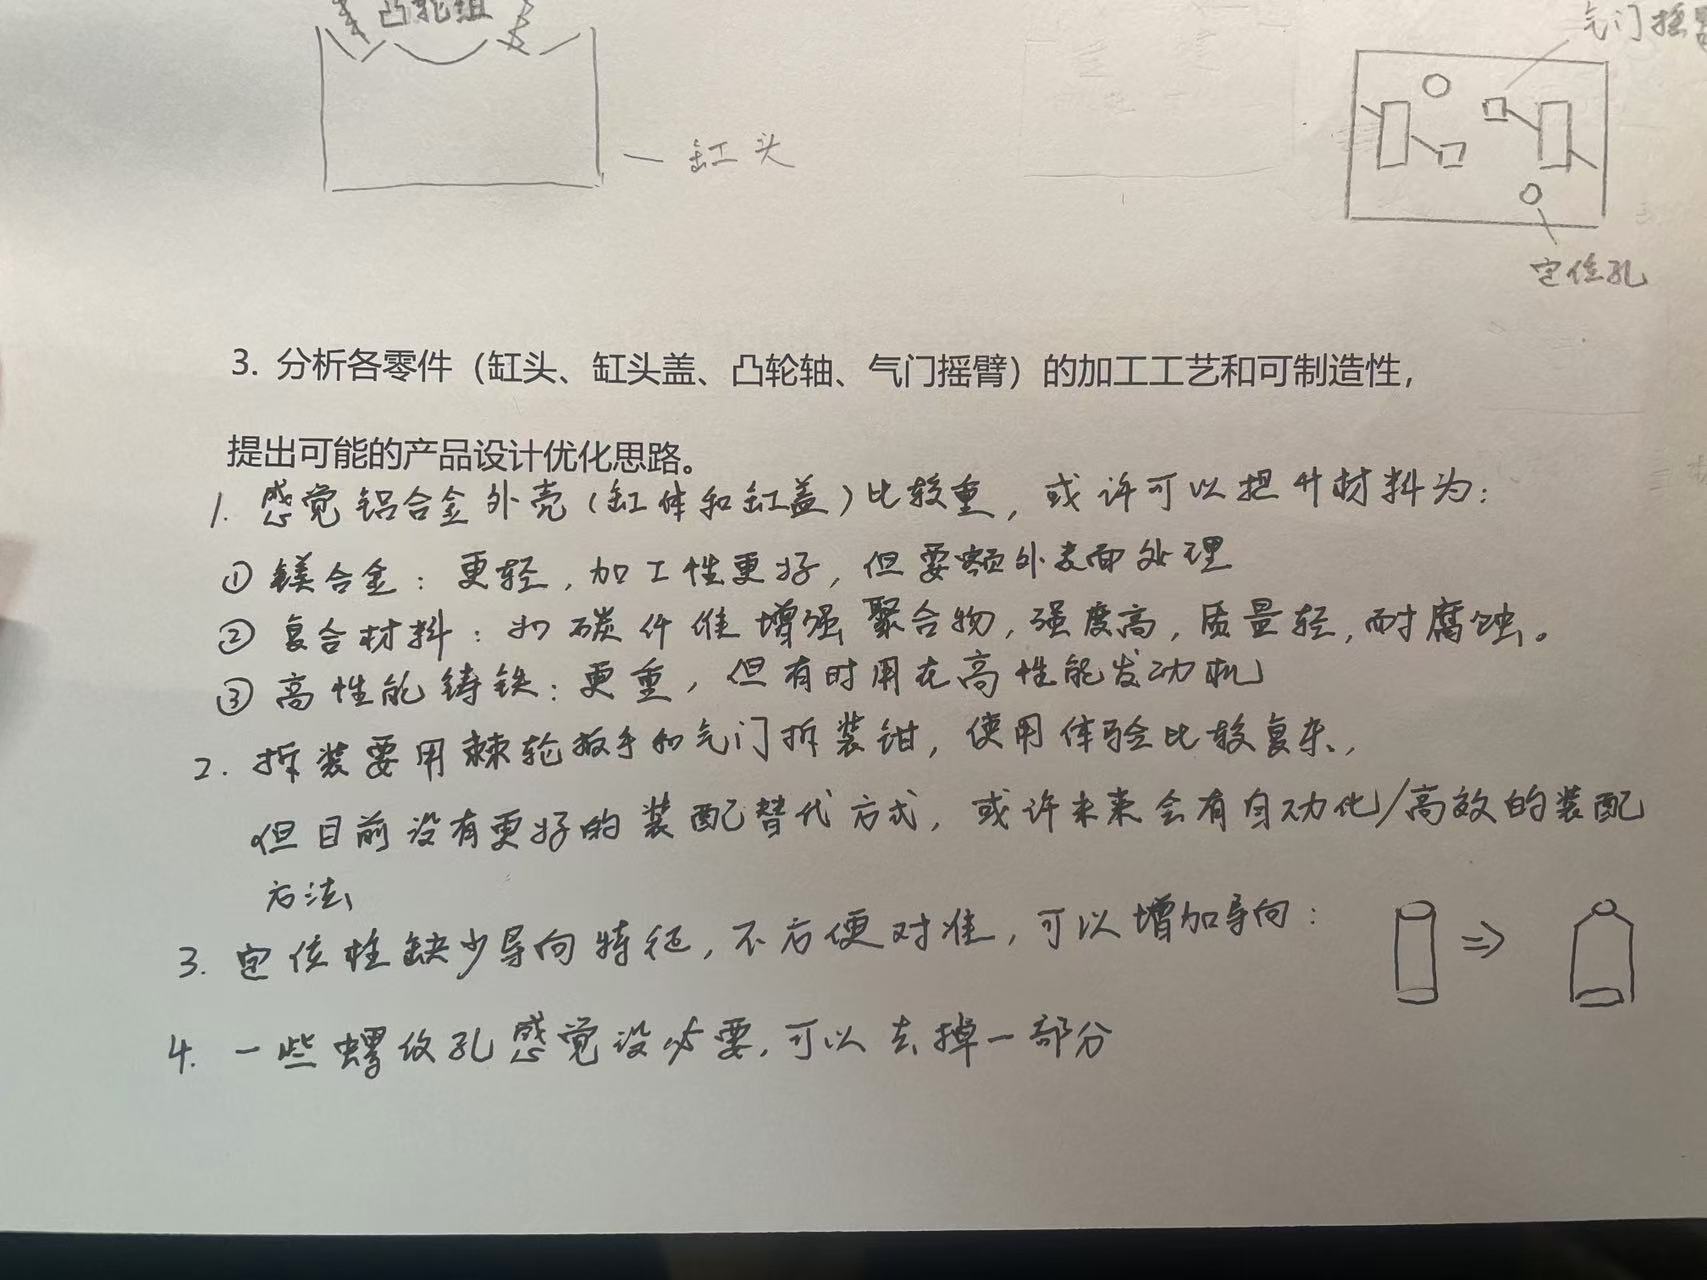 凸轮组
气门摇臂
缸头
定位孔
3. 分析各零件（缸头、缸头盖、凸轮轴、气门摇臂）的加工工艺和可制造性，
提出可能的产品设计优化思路。
1. 感觉铝合金外壳（缸体和缸盖）比较重，或许可以把外材料为：
① 镁合金：更轻，加工性更好，但要额外表面处理
② 复合材料：如碳纤维增强聚合物，强度高，质量轻，耐腐蚀。
③ 高性能铸铁：更重，但有时用在高性能发动机
2. 拆装要用棘轮扳手和气门拆装钳，使用体验比较复杂，
但目前没有更好的装配替代方式，或许未来会有自动化/高效的装配
方法
3. 定位柱缺少导向特征，不方便对准，可以增加导向：
4. 一些螺纹孔感觉没必要，可以去掉一部分